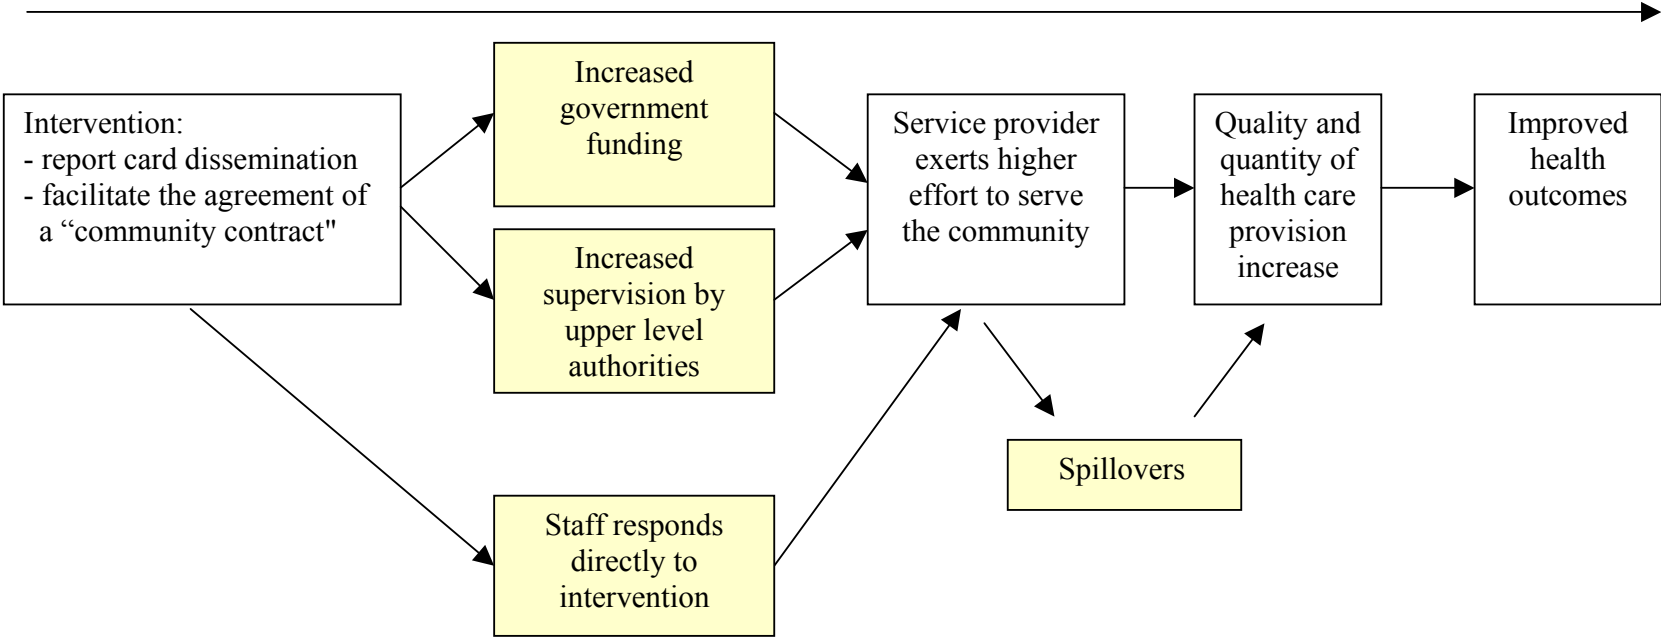 Intervention:
- report card dissemination
- facilitate the agreement of
a “community contract"
Increased
government
funding
Increased
supervision by
upper level
authorities
Staff responds
directly to
intervention
Service provider
exerts higher
effort to serve
the community
Spillovers
Quality and
quantity of
health care
provision
increase
Improved
health
outcomes